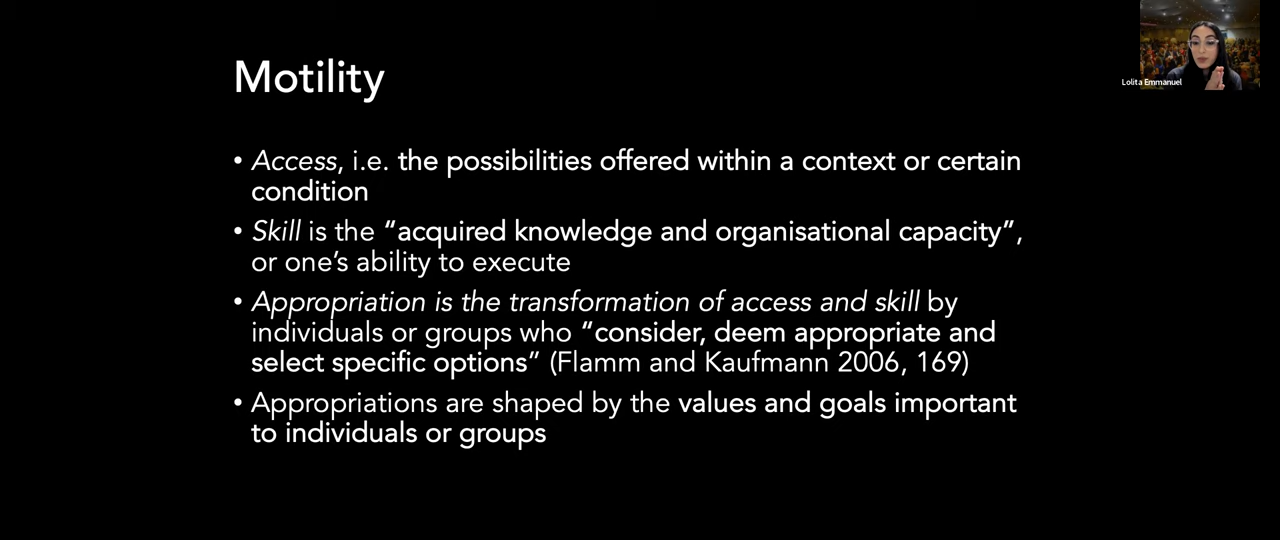 Motility
Lolita Emmanuel
• Access, i.e. the possibilities offered within a context or certain
condition
• Skill is the “acquired knowledge and organisational capacity”,
or one’s ability to execute
• Appropriation is the transformation of access and skill by
individuals or groups who “consider, deem appropriate and
select specific options” (Flamm and Kaufmann 2006, 169)
• Appropriations are shaped by the values and goals important
to individuals or groups